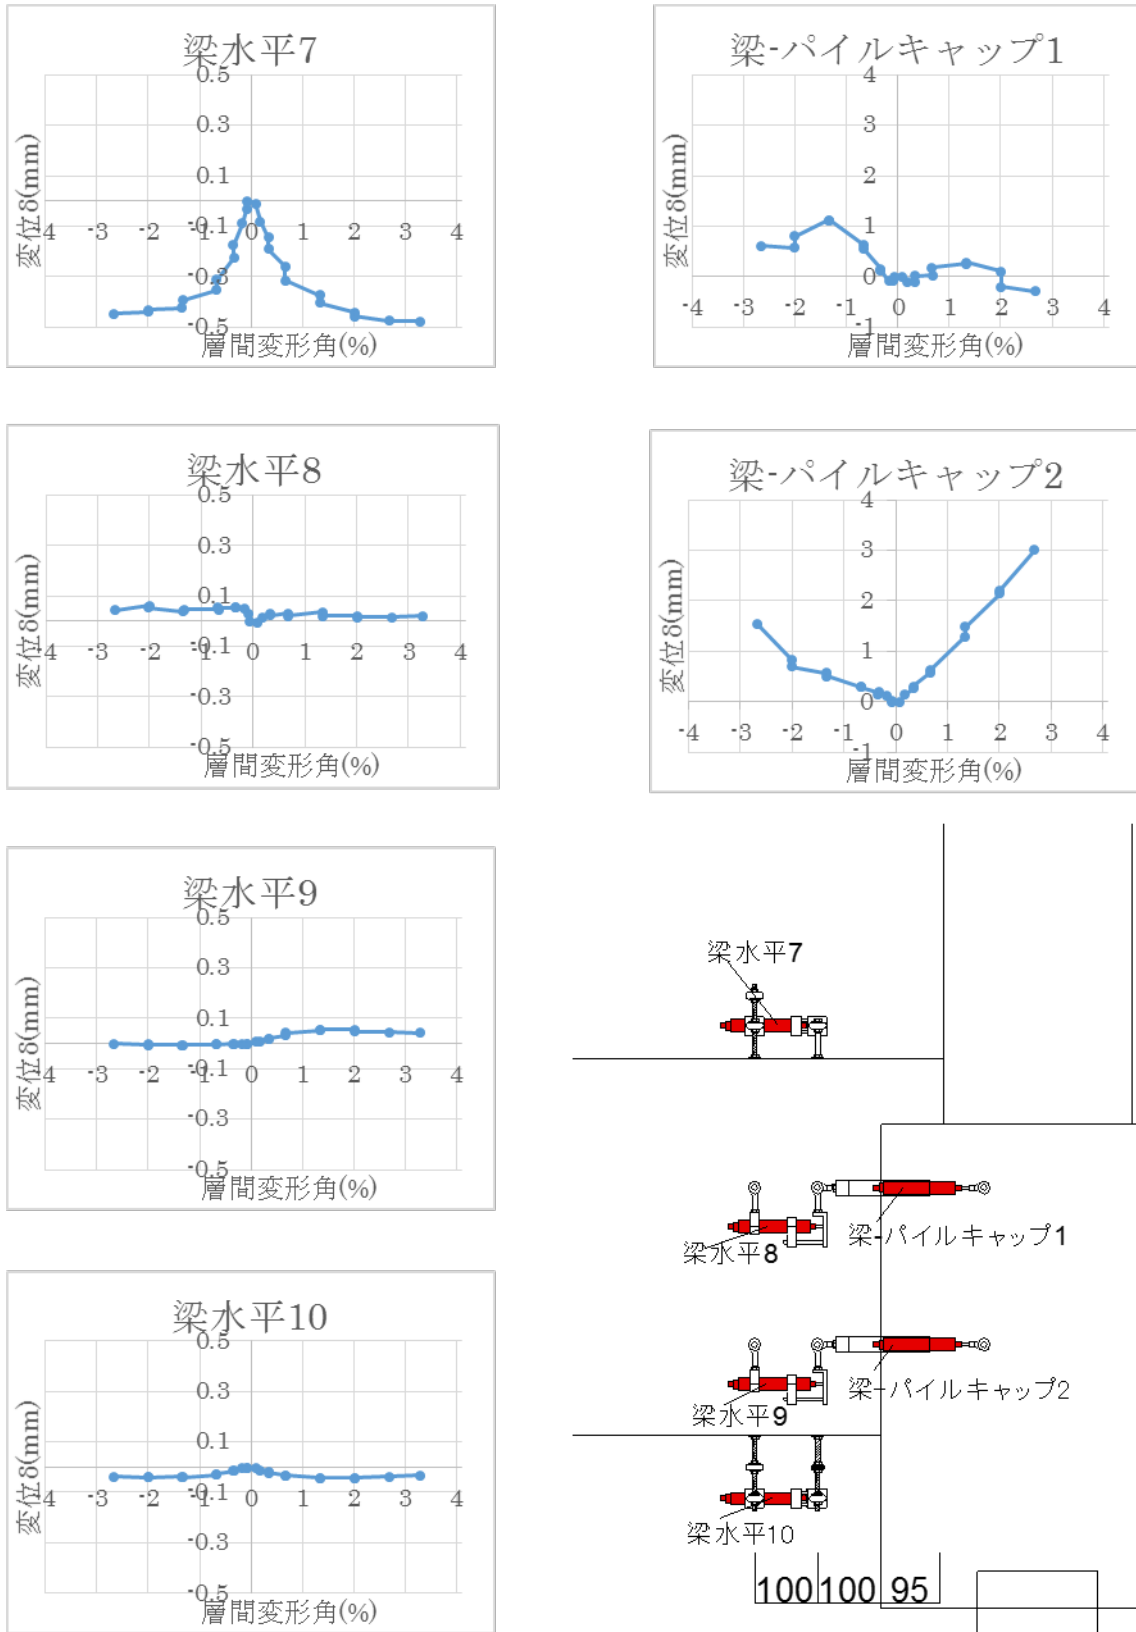 梁水平7
0.5
0.3
0.1
-0.1
-0.3
-0.5
-4 -3 -2 -1 0 1 2 3 4
変位δ(mm)
層間変形角(%)
梁-パイルキャップ1
4
3
2
1
0
-1
-4 -3 -2 -1 0 1 2 3 4
変位δ(mm)
層間変形角(%)
梁水平8
0.5
0.3
0.1
-0.1
-0.3
-0.5
-4 -3 -2 -1 0 1 2 3 4
変位δ(mm)
層間変形角(%)
梁-パイルキャップ2
4
3
2
1
0
-1
-4 -3 -2 -1 0 1 2 3 4
変位δ(mm)
層間変形角(%)
梁水平9
0.5
0.3
0.1
-0.1
-0.3
-0.5
-4 -3 -2 -1 0 1 2 3 4
変位δ(mm)
層間変形角(%)
梁水平10
0.5
0.3
0.1
-0.1
-0.3
-0.5
-4 -3 -2 -1 0 1 2 3 4
変位δ(mm)
層間変形角(%)
梁水平7
梁-パイルキャップ1
梁水平8
梁-パイルキャップ2
梁水平9
梁水平10
100 100 95